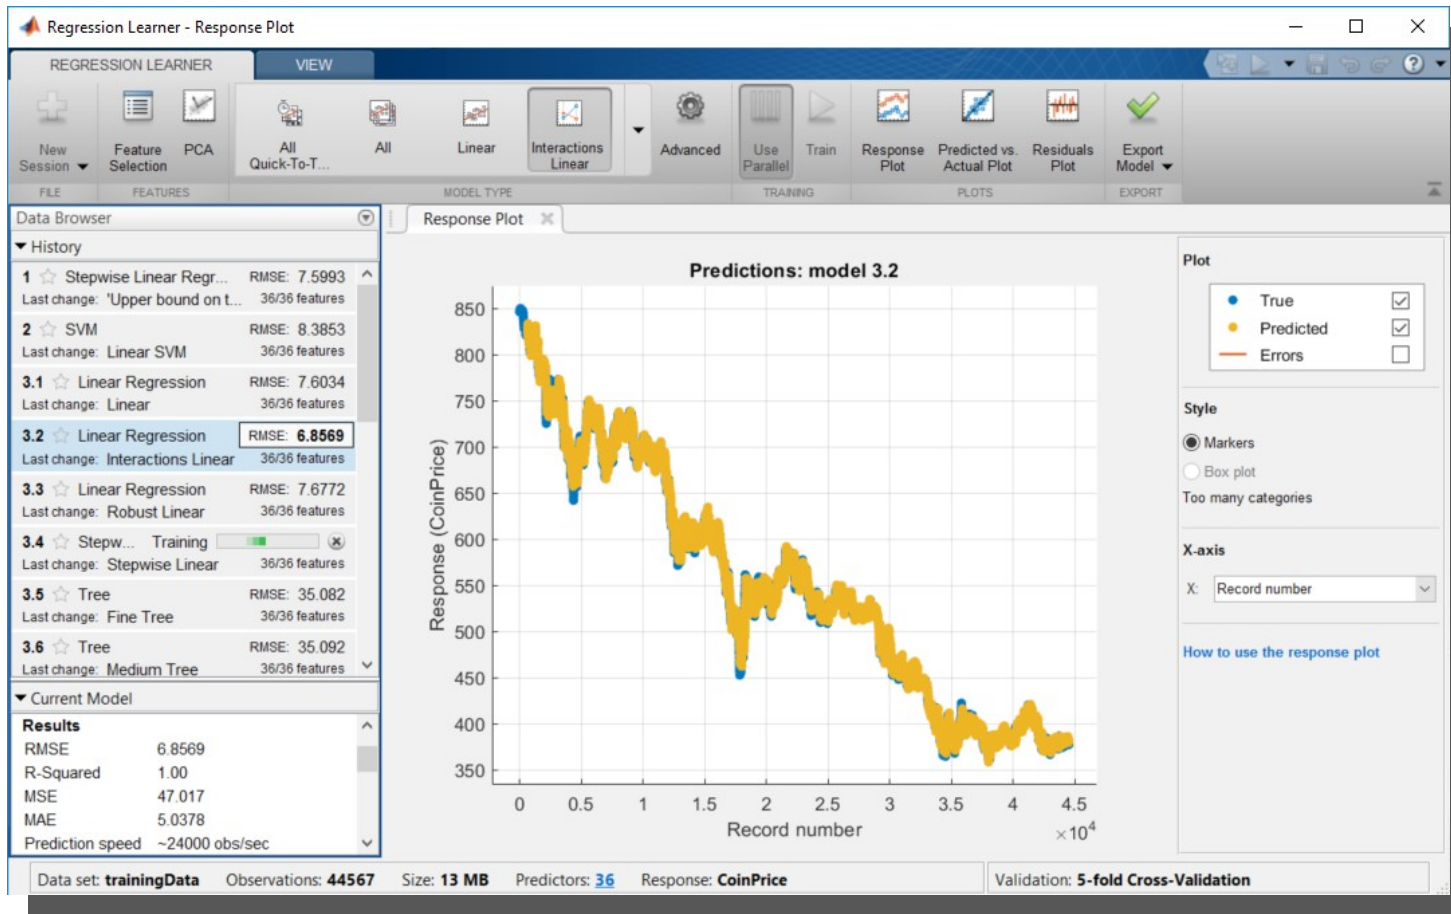 Regression Learner - Response Plot
REGRESSION LEARNER VIEW
New Session
Feature Selection
PCA
All Quick-To-T...
All
Linear
Interactions Linear
Advanced
Use Parallel
Train
Response Plot
Predicted vs. Actual Plot
Residuals Plot
Export Model
FILE FEATURES MODEL TYPE TRAINING PLOTS EXPORT
Data Browser
History
1 Stepwise Linear Regr... RMSE: 7.5993
Last change: 'Upper bound on t... 36/36 features
2 SVM RMSE: 8.3853
Last change: Linear SVM 36/36 features
3.1 Linear Regression RMSE: 7.6034
Last change: Linear 36/36 features
3.2 Linear Regression RMSE: 6.8569
Last change: Interactions Linear 36/36 features
3.3 Linear Regression RMSE: 7.6772
Last change: Robust Linear 36/36 features
3.4 Stepw... Training
Last change: Stepwise Linear 36/36 features
3.5 Tree RMSE: 35.082
Last change: Fine Tree 36/36 features
3.6 Tree RMSE: 35.092
Last change: Medium Tree 36/36 features
Current Model
Results
RMSE 6.8569
R-Squared 1.00
MSE 47.017
MAE 5.0378
Prediction speed ~24000 obs/sec
Response Plot
Predictions: model 3.2
Response (CoinPrice)
850
800
750
700
650
600
550
500
450
400
350
0 0.5 1 1.5 2 2.5 3 3.5 4 4.5
Record number
×10⁴
Plot
True
Predicted
Errors
Style
Markers
Box plot
Too many categories
X-axis
X: Record number
How to use the response plot
Data set: trainingData Observations: 44567 Size: 13 MB Predictors: 36 Response: CoinPrice Validation: 5-fold Cross-Validation